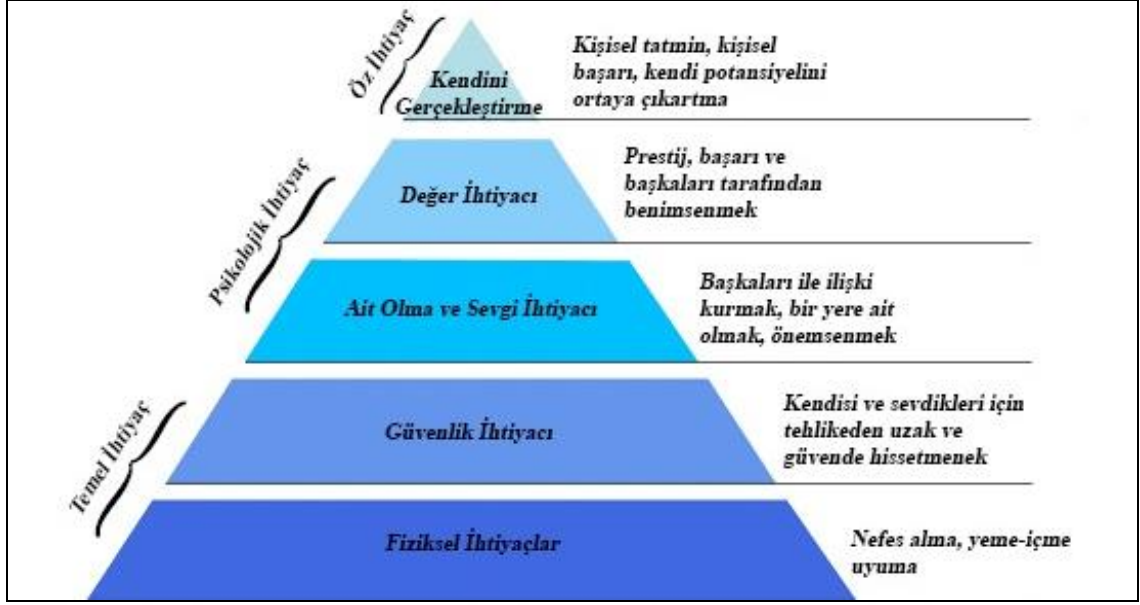 Öz İhtiyaç
Kendini
Gerçekleştirme
Kişisel tatmin, kişisel
başarı, kendi potansiyelini
ortaya çıkartma
Psikolojik İhtiyaç
Değer İhtiyacı
Prestij, başarı ve
başkaları tarafından
benimsenmek
Ait Olma ve Sevgi İhtiyacı
Başkaları ile ilişki
kurmak, bir yere ait
olmak, önemsenmek
Temel İhtiyaç
Güvenlik İhtiyacı
Kendisi ve sevdikleri için
tehlikeden uzak ve
güvende hissetmenek
Fiziksel İhtiyaçlar
Nefes alma, yeme-içme
uyuma